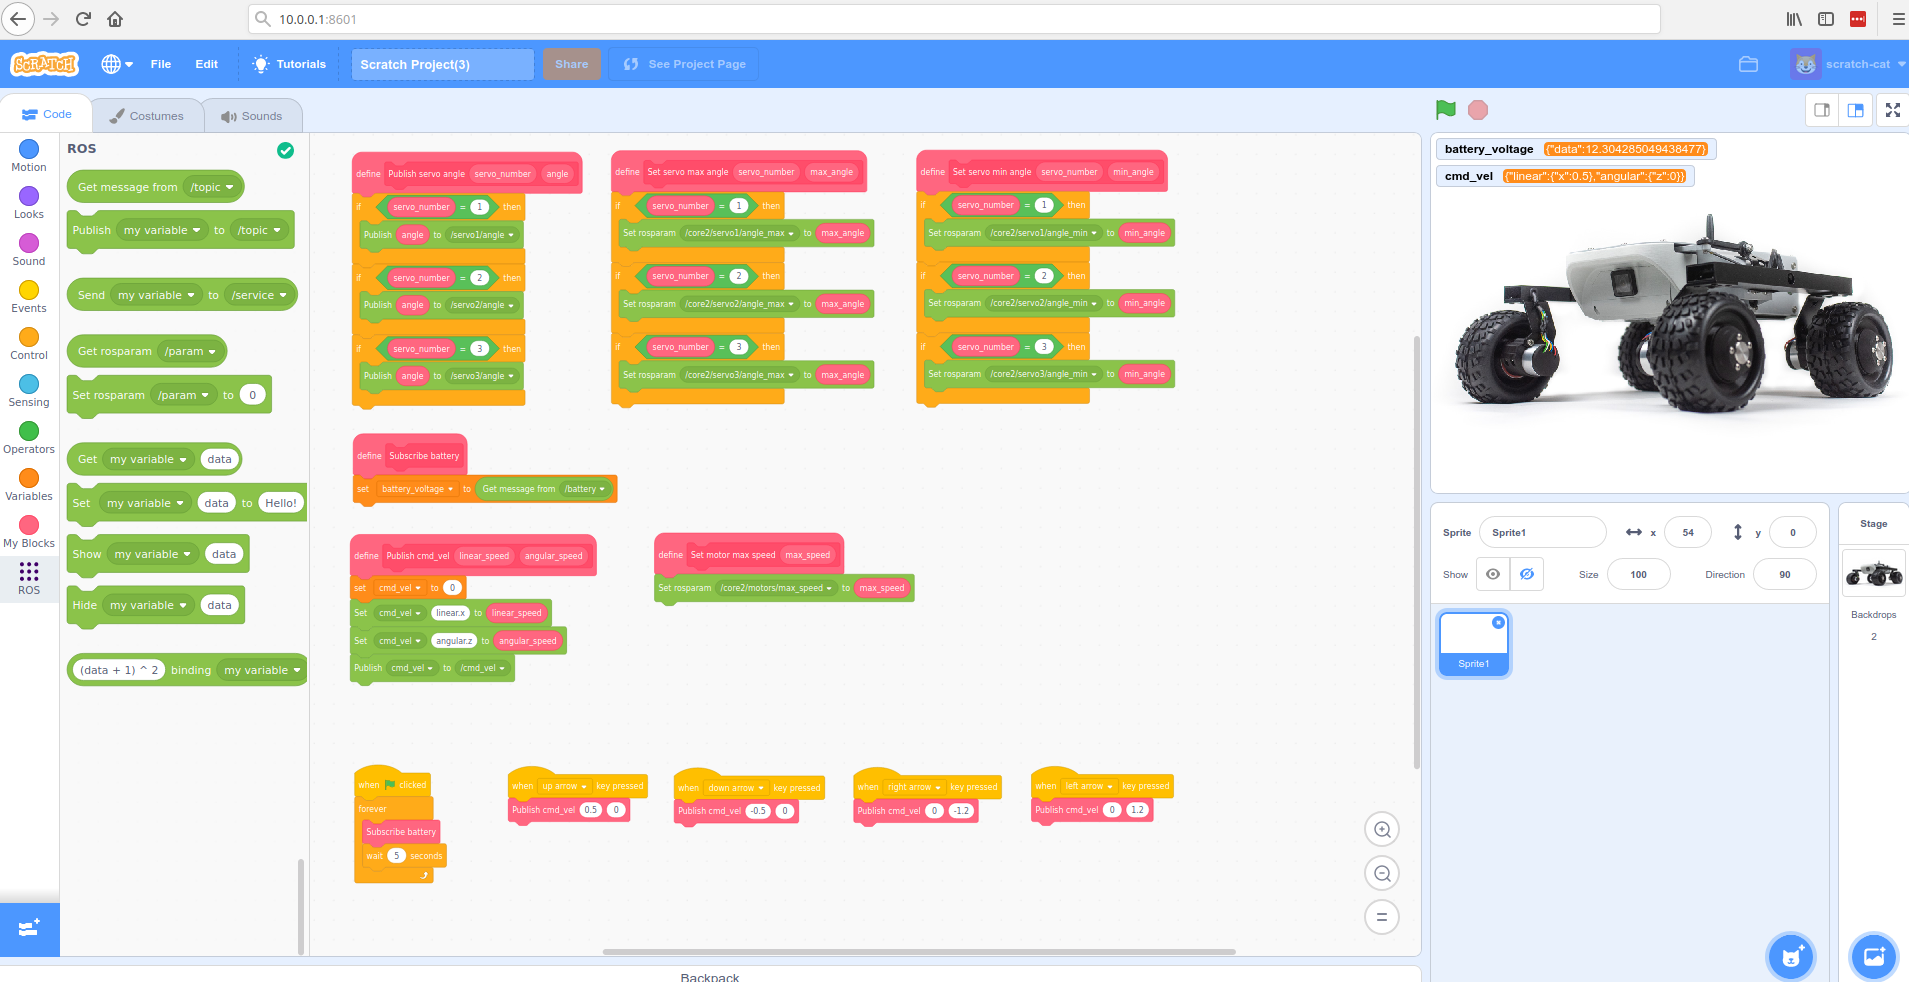 10.0.0.1:8601
SCRATCH
File
Edit
Tutorials
Scratch Project(3)
Share
See Project Page
scratch-cat
Code
Costumes
Sounds
Motion
Looks
Sound
Events
Control
Sensing
Operators
Variables
My Blocks
ROS
ROS
Get message from /topic
Publish my variable to /topic
Send my variable to /service
Get rosparam /param
Set rosparam /param to 0
Get my variable data
Set my variable data to Hello!
Show my variable data
Hide my variable data
(data + 1) ^ 2 binding my variable
define Publish servo angle servo_number angle
if servo_number = 1 then
Publish angle to /servo1/angle
if servo_number = 2 then
Publish angle to /servo2/angle
if servo_number = 3 then
Publish angle to /servo3/angle
define Set servo max angle servo_number max_angle
if servo_number = 1 then
Set rosparam /core2/servo1/angle_max to max_angle
if servo_number = 2 then
Set rosparam /core2/servo2/angle_max to max_angle
if servo_number = 3 then
Set rosparam /core2/servo3/angle_max to max_angle
define Set servo min angle servo_number min_angle
if servo_number = 1 then
Set rosparam /core2/servo1/angle_min to min_angle
if servo_number = 2 then
Set rosparam /core2/servo2/angle_min to min_angle
if servo_number = 3 then
Set rosparam /core2/servo3/angle_min to min_angle
define Subscribe battery
set battery_voltage to Get message from /battery
define Publish cmd_vel linear_speed angular_speed
set cmd_vel to 0
Set cmd_vel linear.x to linear_speed
Set cmd_vel angular.z to angular_speed
Publish cmd_vel to /cmd_vel
define Set motor max speed max_speed
Set rosparam /core2/motors/max_speed to max_speed
when clicked
forever
Subscribe battery
wait 5 seconds
when up arrow key pressed
Publish cmd_vel 0.5 0
when down arrow key pressed
Publish cmd_vel -0.5 0
when right arrow key pressed
Publish cmd_vel 0 -1.2
when left arrow key pressed
Publish cmd_vel 0 1.2
Backpack
battery_voltage {"data":12.304285049438477}
cmd_vel {"linear":{"x":0.5},"angular":{"z":0}}
Sprite Sprite1 x 54 y 0
Show Size 100 Direction 90
Sprite1
Stage
Backdrops
2